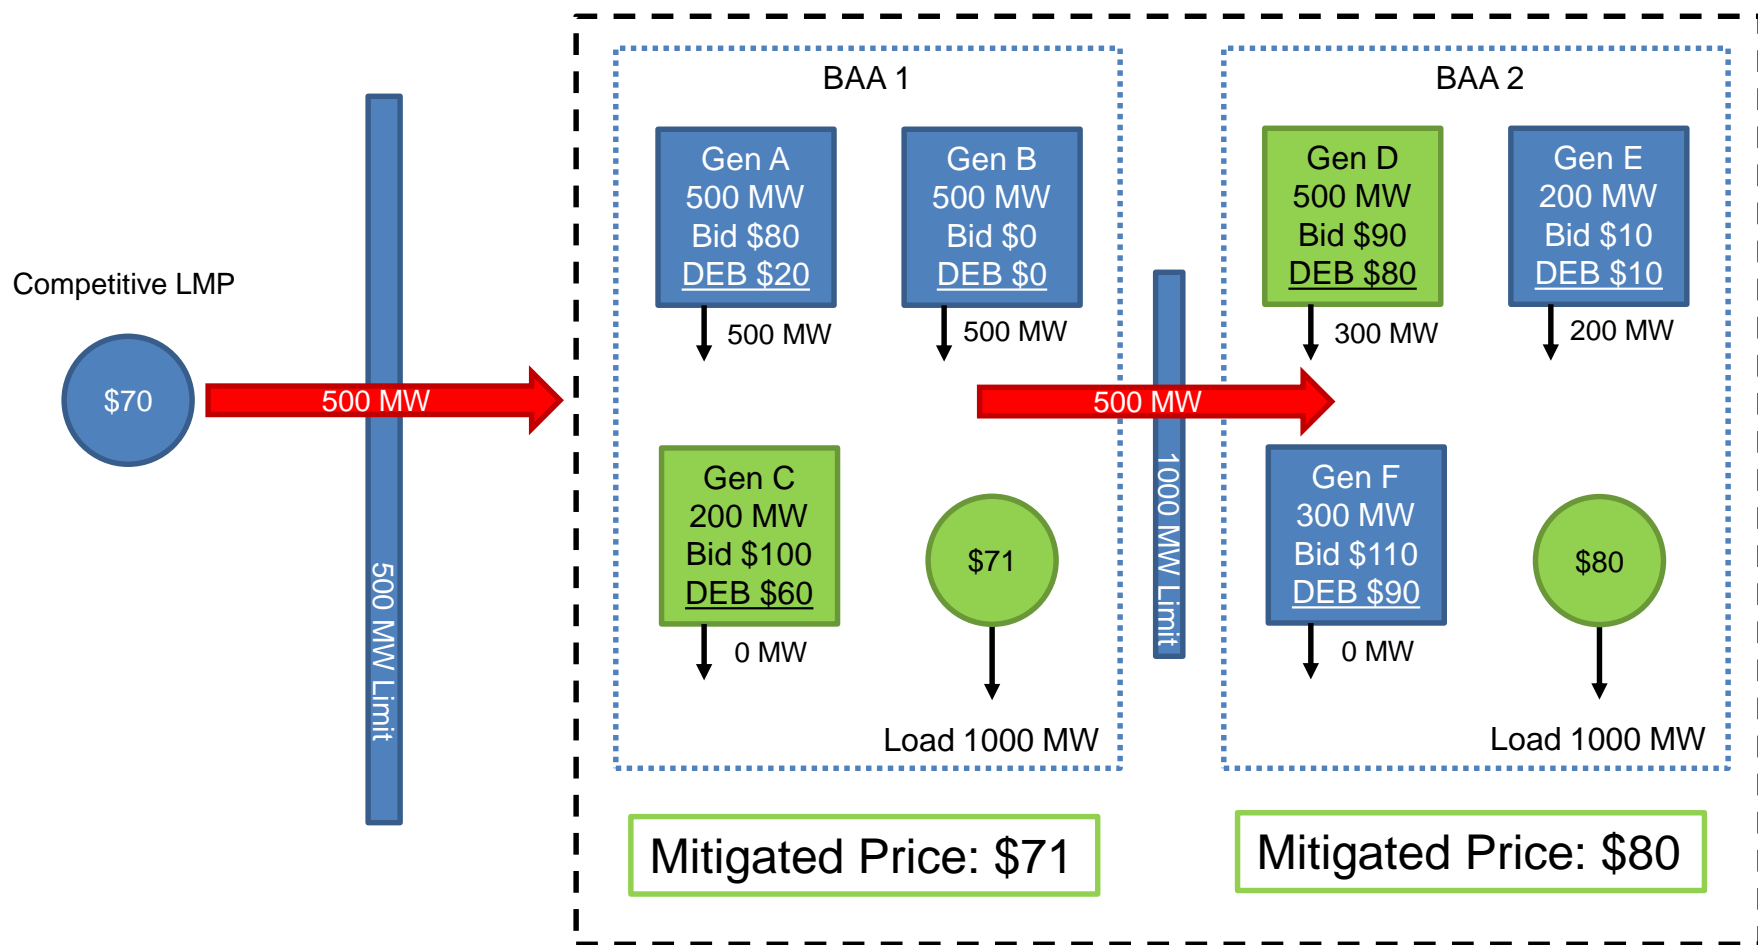 Competitive LMP
$70
500 MW
500 MW Limit
BAA 1
Gen A
500 MW
Bid $80
DEB $20
500 MW
Gen B
500 MW
Bid $0
DEB $0
500 MW
Gen C
200 MW
Bid $100
DEB $60
0 MW
$71
Load 1000 MW
Mitigated Price: $71
500 MW
1000 MW Limit
BAA 2
Gen D
500 MW
Bid $90
DEB $80
300 MW
Gen E
200 MW
Bid $10
DEB $10
200 MW
Gen F
300 MW
Bid $110
DEB $90
0 MW
$80
Load 1000 MW
Mitigated Price: $80